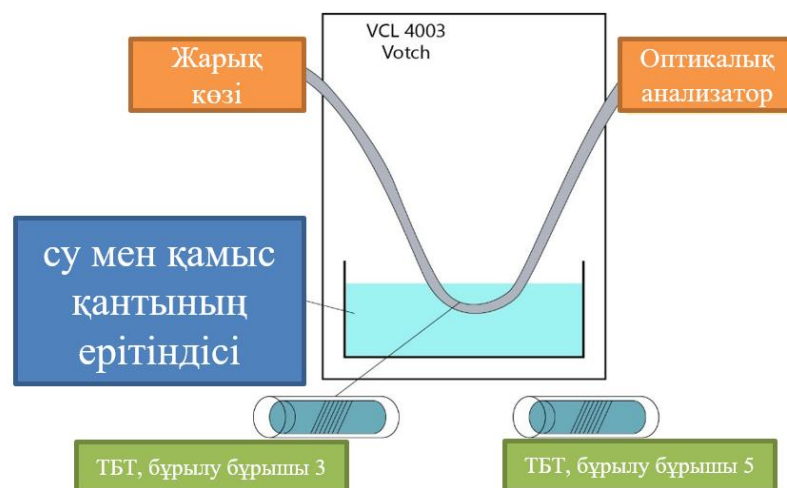 VCL 4003
Votch
Жарық
көзі
Оптикалық
анализатор
су мен қамыс
қантының
ерітіндісі
ТБТ, бұрылу бұрышы 3
ТБТ, бұрылу бұрышы 5